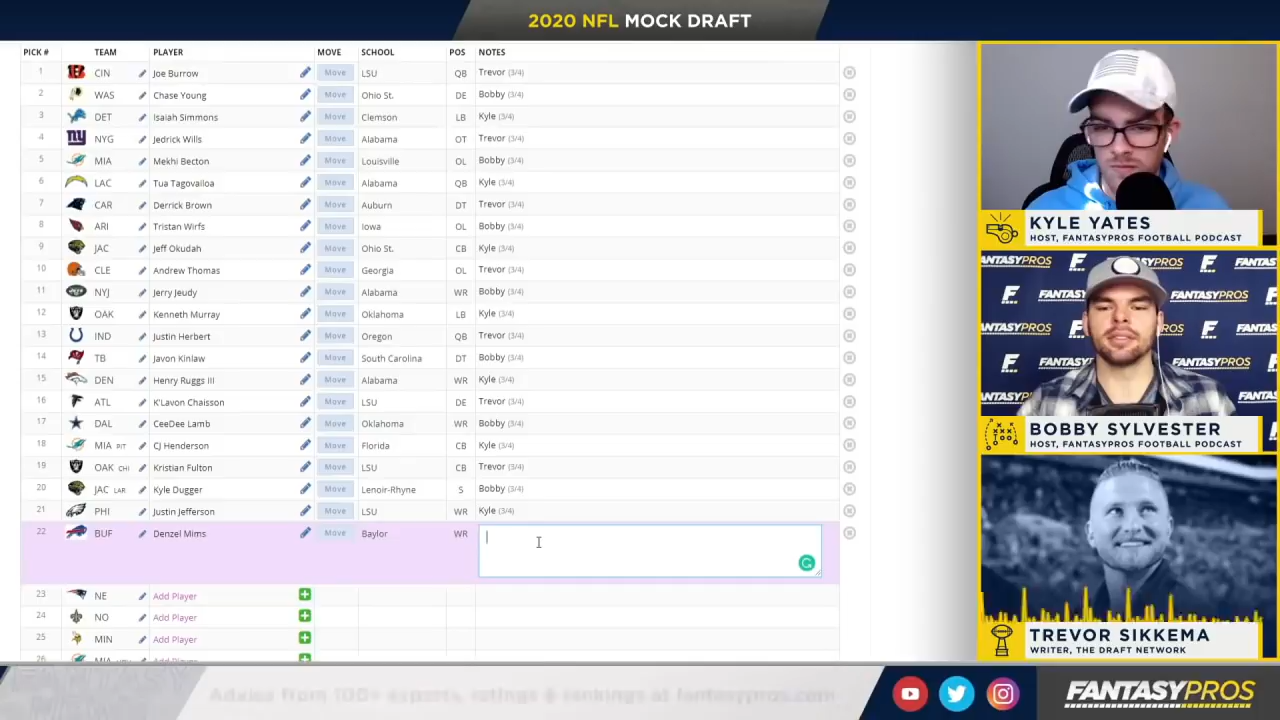 2020 NFL MOCK DRAFT
PICK # TEAM PLAYER MOVE SCHOOL POS NOTES
1 CIN Joe Burrow Move LSU QB Trevor (3/4)
2 WAS Chase Young Move Ohio St. DE Bobby (3/4)
3 DET Isaiah Simmons Move Clemson LB Kyle (3/4)
4 NYG Jedrick Wills Move Alabama OT Trevor (3/4)
5 MIA Mekhi Becton Move Louisville OL Bobby (3/4)
6 LAC Tua Tagovailoa Move Alabama QB Kyle (3/4)
7 CAR Derrick Brown Move Auburn DT Trevor (3/4)
8 ARI Tristan Wirfs Move Iowa OL Bobby (3/4)
9 JAC Jeff Okudah Move Ohio St. CB Kyle (3/4)
10 CLE Andrew Thomas Move Georgia OL Trevor (3/4)
11 NYJ Jerry Jeudy Move Alabama WR Bobby (3/4)
12 OAK Kenneth Murray Move Oklahoma LB Kyle (3/4)
13 IND Justin Herbert Move Oregon QB Trevor (3/4)
14 TB Javon Kinlaw Move South Carolina DT Bobby (3/4)
15 DEN Henry Ruggs III Move Alabama WR Kyle (3/4)
16 ATL K'Lavon Chaisson Move LSU DE Trevor (3/4)
17 DAL CeeDee Lamb Move Oklahoma WR Bobby (3/4)
18 MIA PIT CJ Henderson Move Florida CB Kyle (3/4)
19 OAK CHI Kristian Fulton Move LSU CB Trevor (3/4)
20 JAC LAR Kyle Dugger Move Lenoir-Rhyne S Bobby (3/4)
21 PHI Justin Jefferson Move LSU WR Kyle (3/4)
22 BUF Denzel Mims Move Baylor WR
23 NE Add Player
24 NO Add Player
25 MIN Add Player
26 MIA Add Player
KYLE YATES
HOST, FANTASYPROS FOOTBALL PODCAST
BOBBY SYLVESTER
HOST, FANTASYPROS FOOTBALL PODCAST
TREVOR SIKKEMA
WRITER, THE DRAFT NETWORK
Advice from 100+ experts, ratings & rankings at fantasypros.com
FANTASYPROS